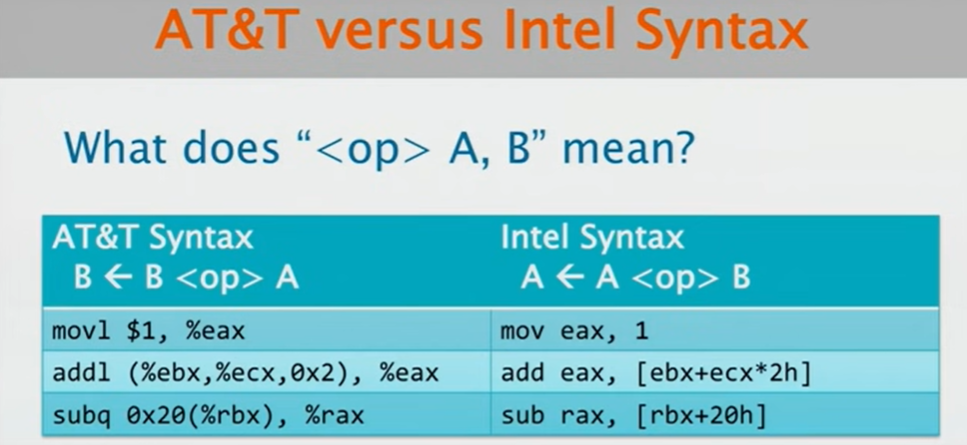 AT&T versus Intel Syntax
What does “<op> A, B” mean?
AT&T Syntax
B ← B <op> A
Intel Syntax
A ← A <op> B
movl $1, %eax
mov eax, 1
addl (%ebx,%ecx,0x2), %eax
add eax, [ebx+ecx*2h]
subq 0x20(%rbx), %rax
sub rax, [rbx+20h]